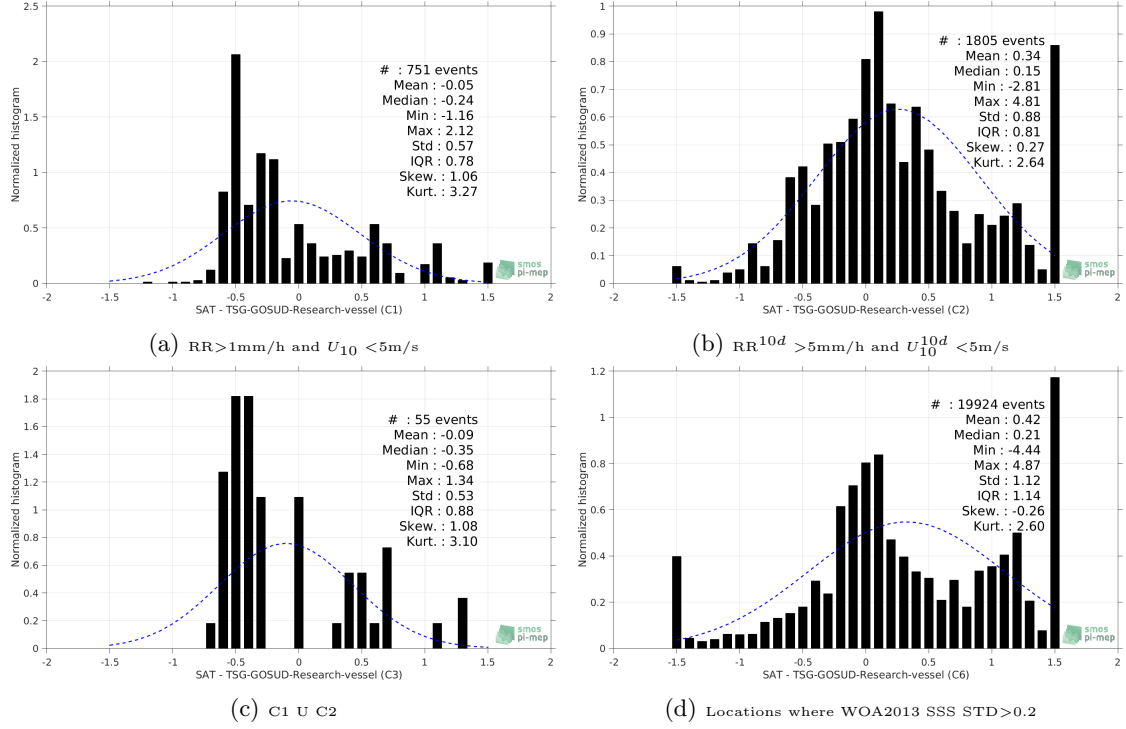 2.5
2
1.5
1
0.5
0
Normalized histogram
# : 751 events
Mean : -0.05
Median : -0.24
Min : -1.16
Max : 2.12
Std : 0.57
IQR : 0.78
Skew. : 1.06
Kurt. : 3.27
smos
pi-mep
-2 -1.5 -1 -0.5 0 0.5 1 1.5 2
SAT - TSG-GOSUD-Research-vessel (C1)
(a) RR>1mm/h and U10 <5m/s
1
0.9
0.8
0.7
0.6
0.5
0.4
0.3
0.2
0.1
0
Normalized histogram
# : 1805 events
Mean : 0.34
Median : 0.15
Min : -2.81
Max : 4.81
Std : 0.88
IQR : 0.81
Skew. : 0.27
Kurt. : 2.64
smos
pi-mep
-2 -1.5 -1 -0.5 0 0.5 1 1.5 2
SAT - TSG-GOSUD-Research-vessel (C2)
(b) RR^10d >5mm/h and U10^10d <5m/s
2
1.8
1.6
1.4
1.2
1
0.8
0.6
0.4
0.2
0
Normalized histogram
# : 55 events
Mean : -0.09
Median : -0.35
Min : -0.68
Max : 1.34
Std : 0.53
IQR : 0.88
Skew. : 1.08
Kurt. : 3.10
smos
pi-mep
-2 -1.5 -1 -0.5 0 0.5 1 1.5 2
SAT - TSG-GOSUD-Research-vessel (C3)
(c) C1 U C2
1.2
1
0.8
0.6
0.4
0.2
0
Normalized histogram
# : 19924 events
Mean : 0.42
Median : 0.21
Min : -4.44
Max : 4.87
Std : 1.12
IQR : 1.14
Skew. : -0.26
Kurt. : 2.60
smos
pi-mep
-2 -1.5 -1 -0.5 0 0.5 1 1.5 2
SAT - TSG-GOSUD-Research-vessel (C6)
(d) Locations where WOA2013 SSS STD>0.2